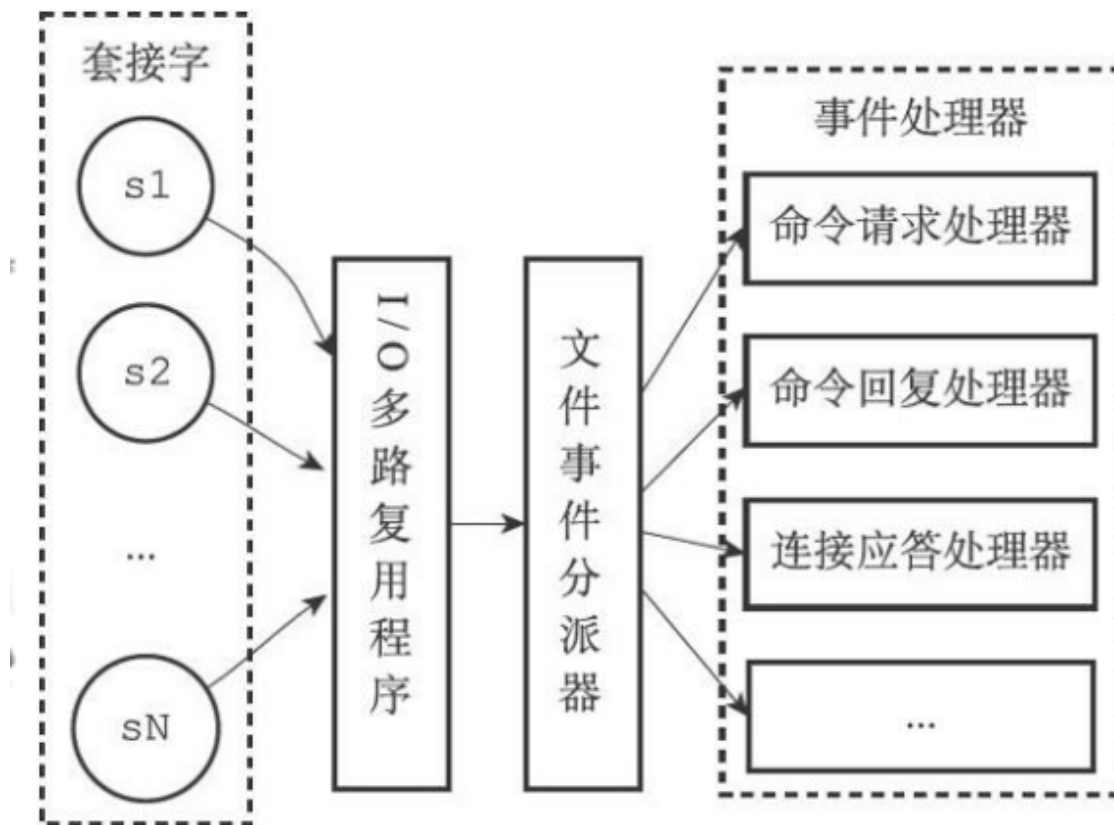 套接字
s1
s2
...
sN
I/O多路复用程序
文件事件分派器
事件处理器
命令请求处理器
命令回复处理器
连接应答处理器
...